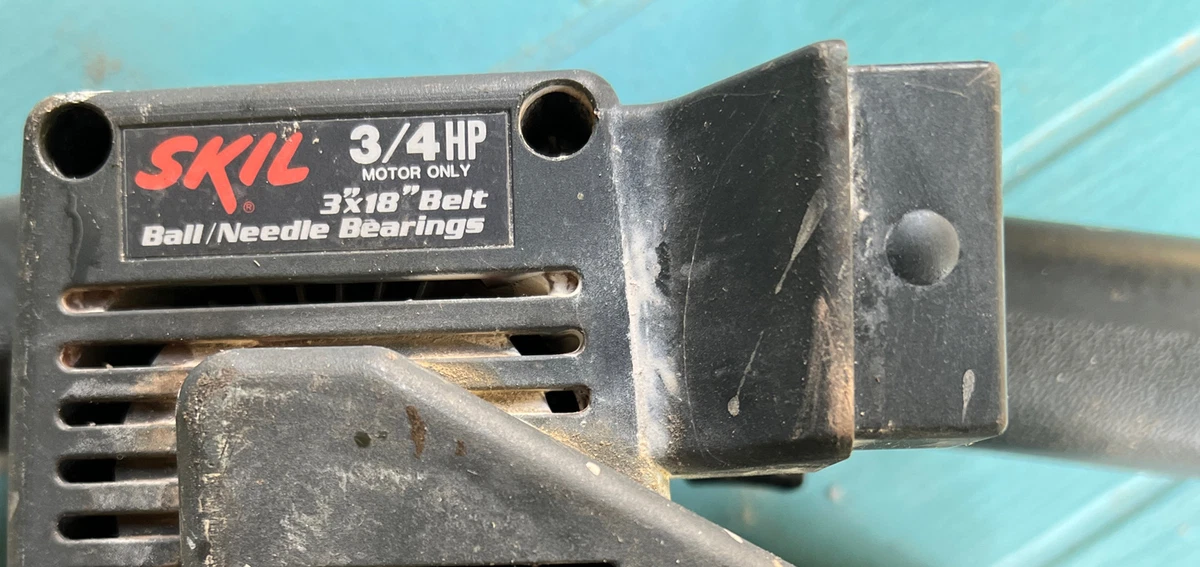 SKIL®
3/4 HP
MOTOR ONLY
3"x18" Belt
Ball/Needle Bearings